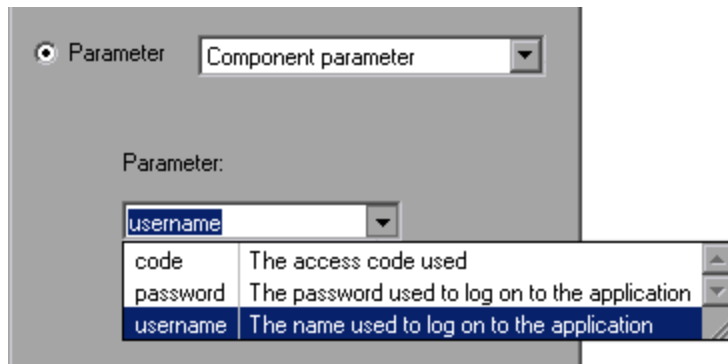 Parameter Component parameter
Parameter:
username
code The access code used
password The password used to log on to the application
username The name used to log on to the application